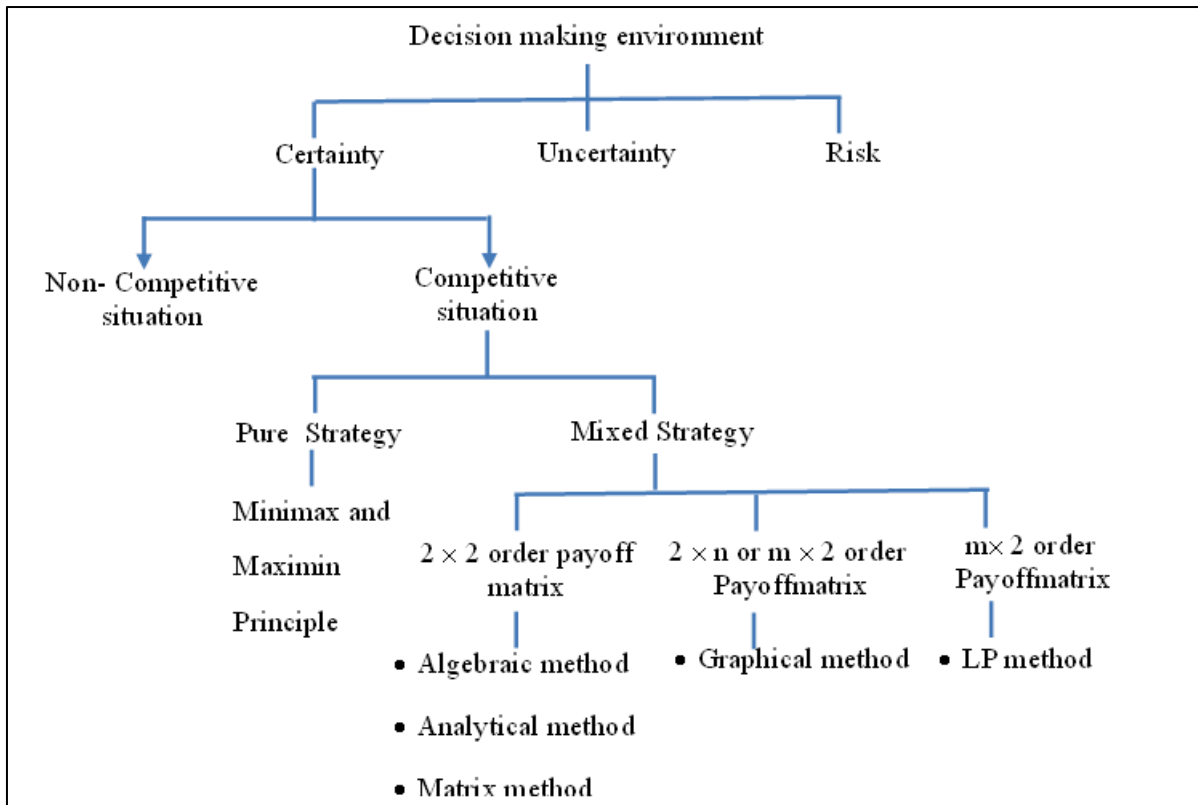 Decision making environment
Certainty
Uncertainty
Risk
Non- Competitive
situation
Competitive
situation
Pure Strategy
Mixed Strategy
Minimax and
Maximin
Principle
2 × 2 order payoff
matrix
2 × n or m × 2 order
Payoffmatrix
m× 2 order
Payoffmatrix
• Algebraic method
• Analytical method
• Matrix method
• Graphical method
• LP method